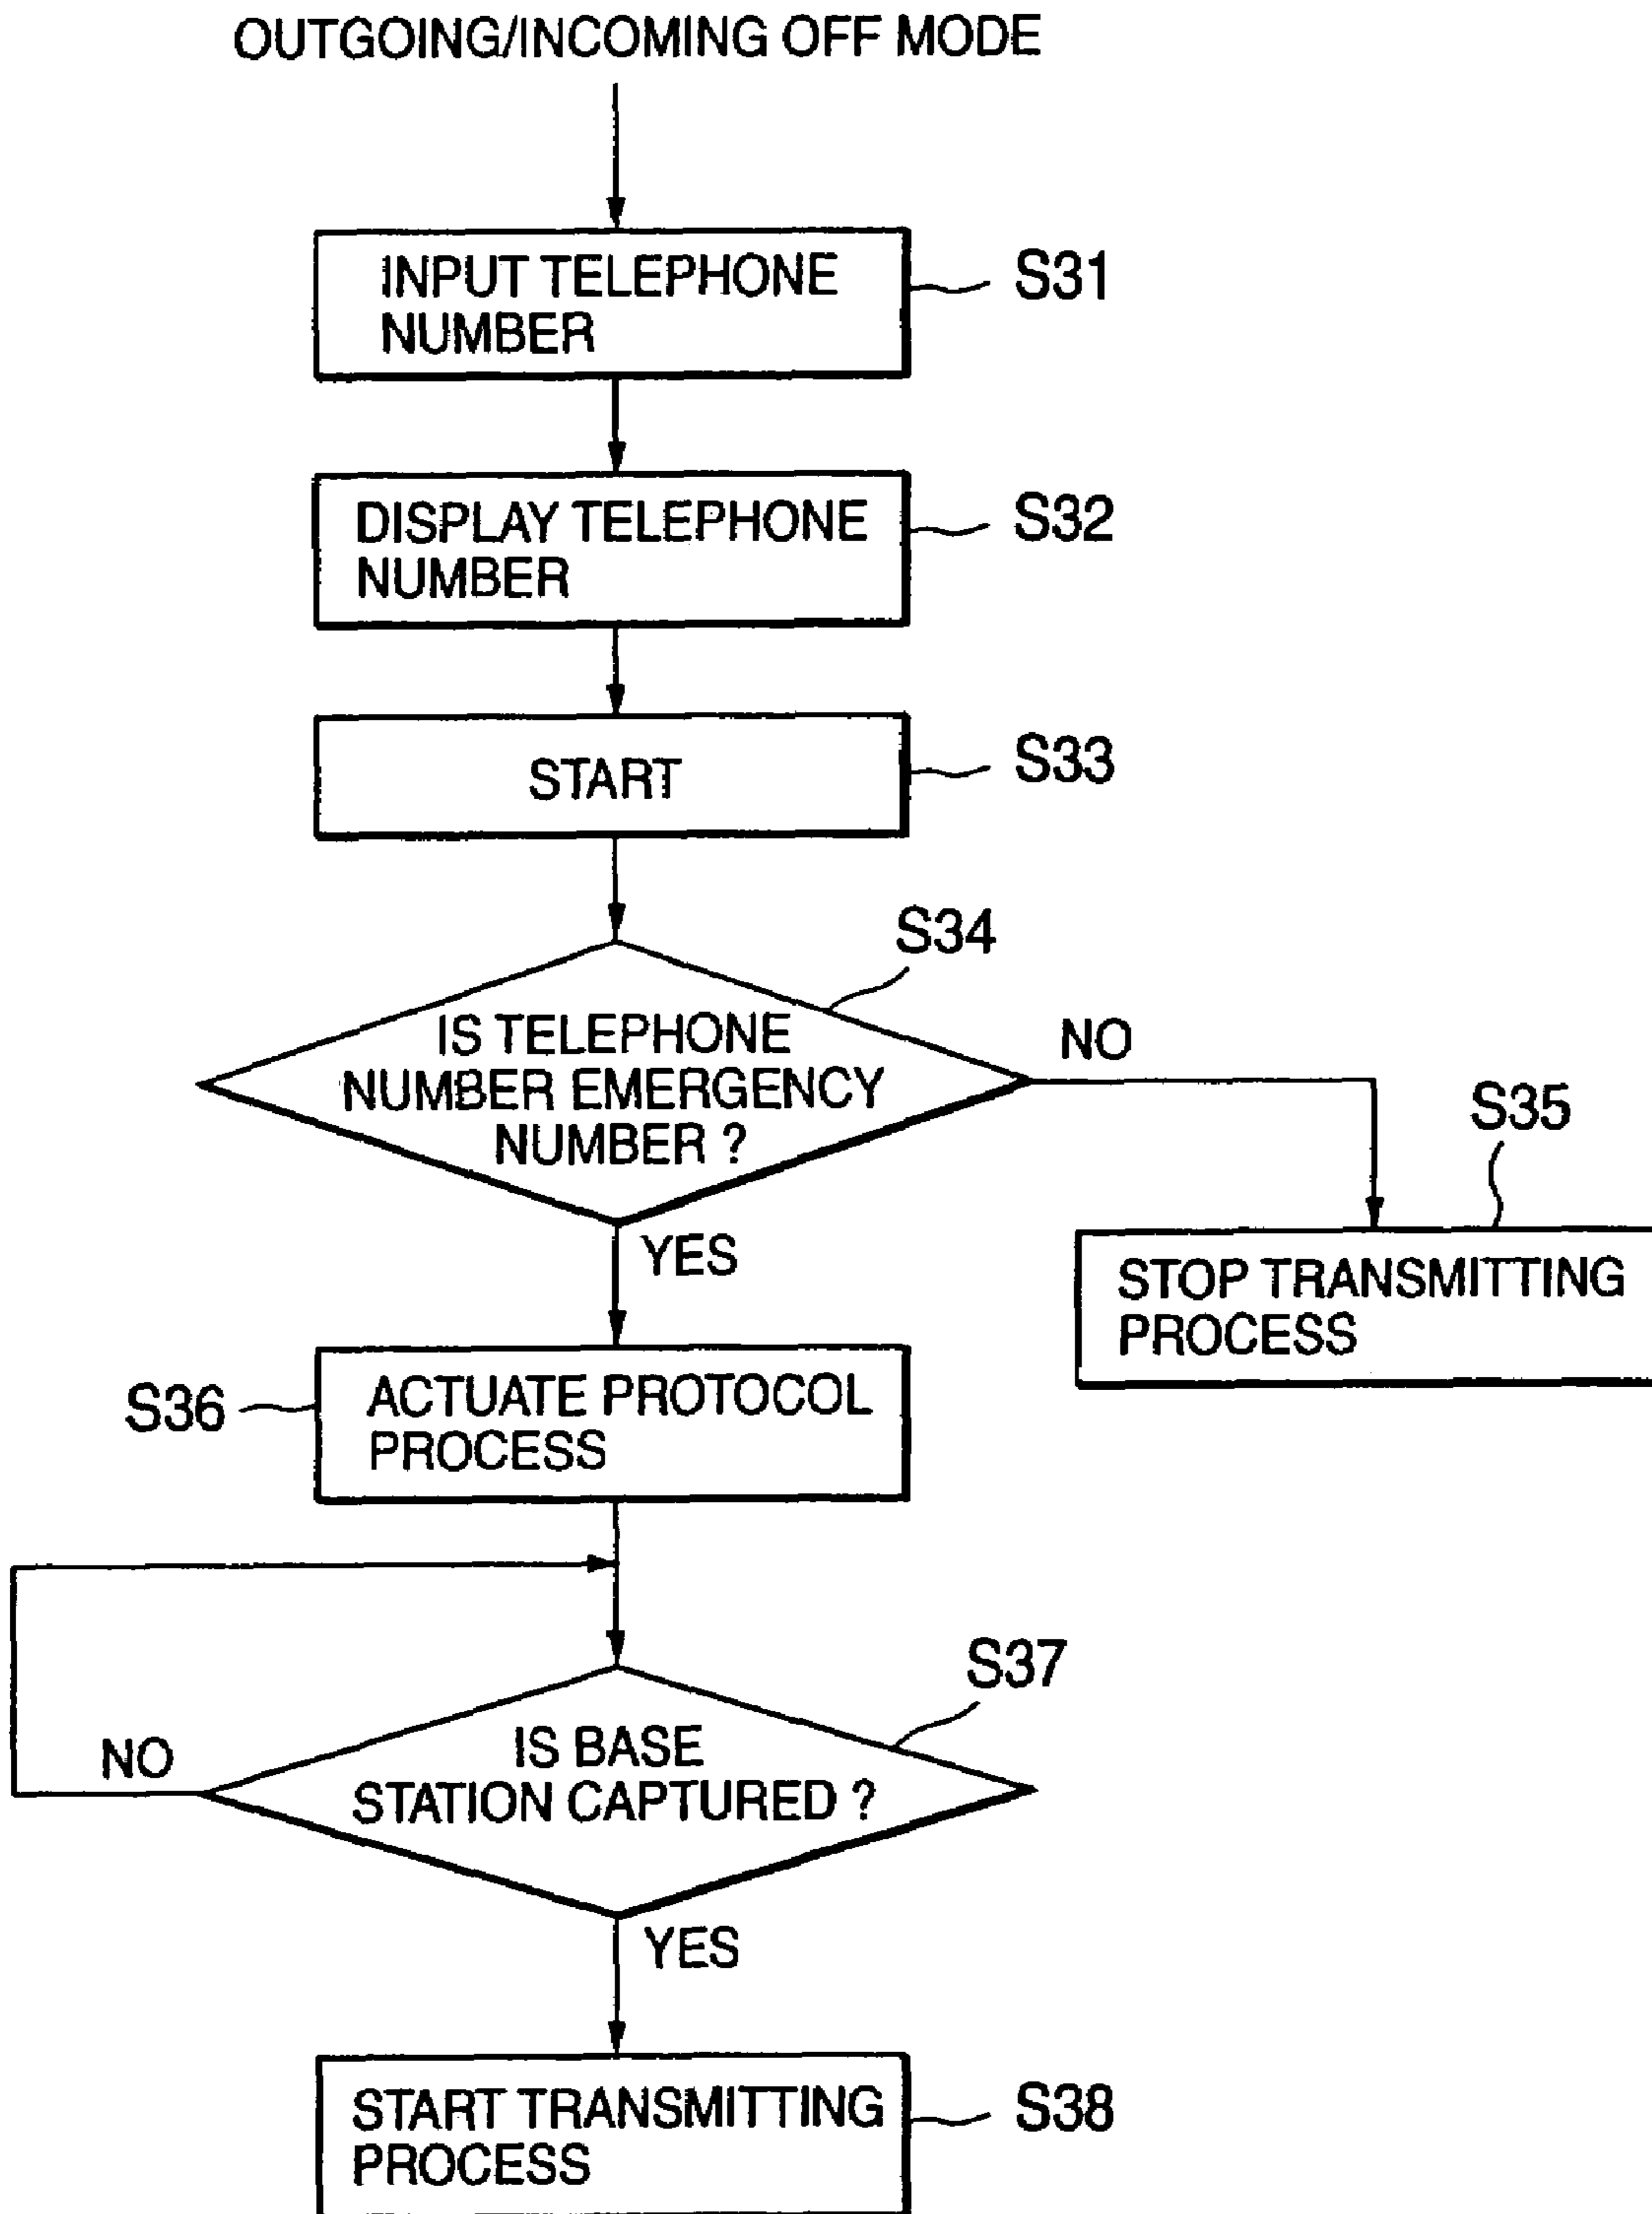 OUTGOING/INCOMING OFF MODE
INPUT TELEPHONE
NUMBER
S31
DISPLAY TELEPHONE
NUMBER
S32
START
S33
S34
IS TELEPHONE
NUMBER EMERGENCY
NUMBER ?
NO
S35
YES
STOP TRANSMITTING
PROCESS
S36
ACTUATE PROTOCOL
PROCESS
S37
IS BASE
STATION CAPTURED ?
NO
YES
START TRANSMITTING
PROCESS
S38